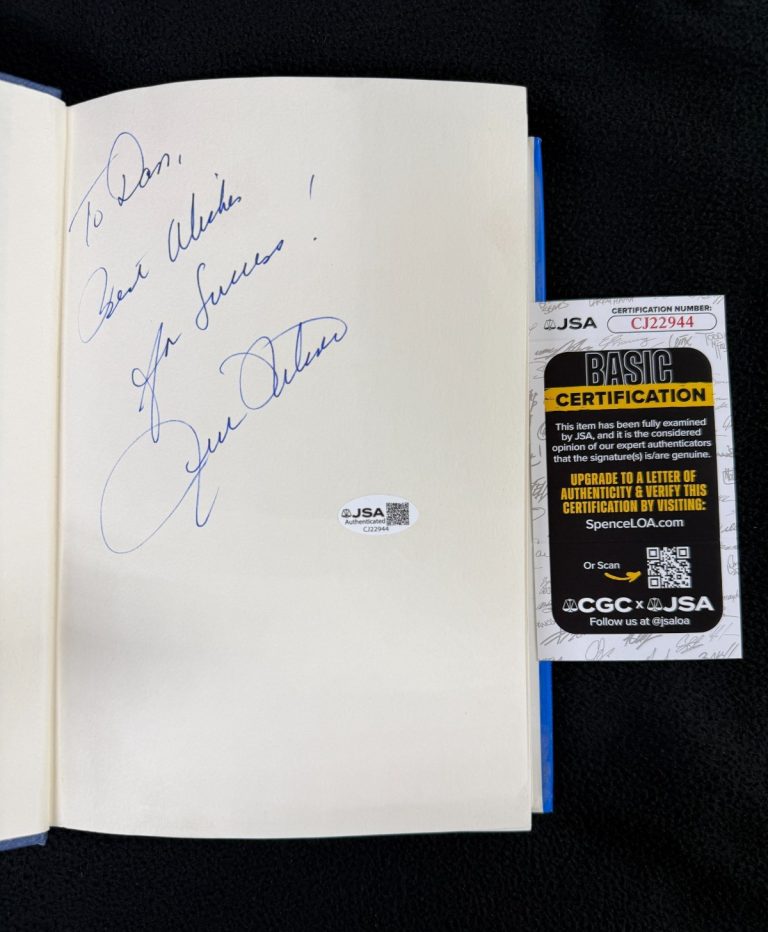 To Dan,
Best Wishes
for Success!
JSA
Authenticated
CJ22944
JSA
CERTIFICATION NUMBER:
CJ22944
BASIC
CERTIFICATION
This item has been fully examined
by JSA, and it is the considered
opinion of our expert authenticators
that the signature(s) is/are genuine.
UPGRADE TO A LETTER OF
AUTHENTICITY & VERIFY THIS
CERTIFICATION BY VISITING:
SpenceLOA.com
Or Scan
CGC x JSA
Follow us at @jsaloa